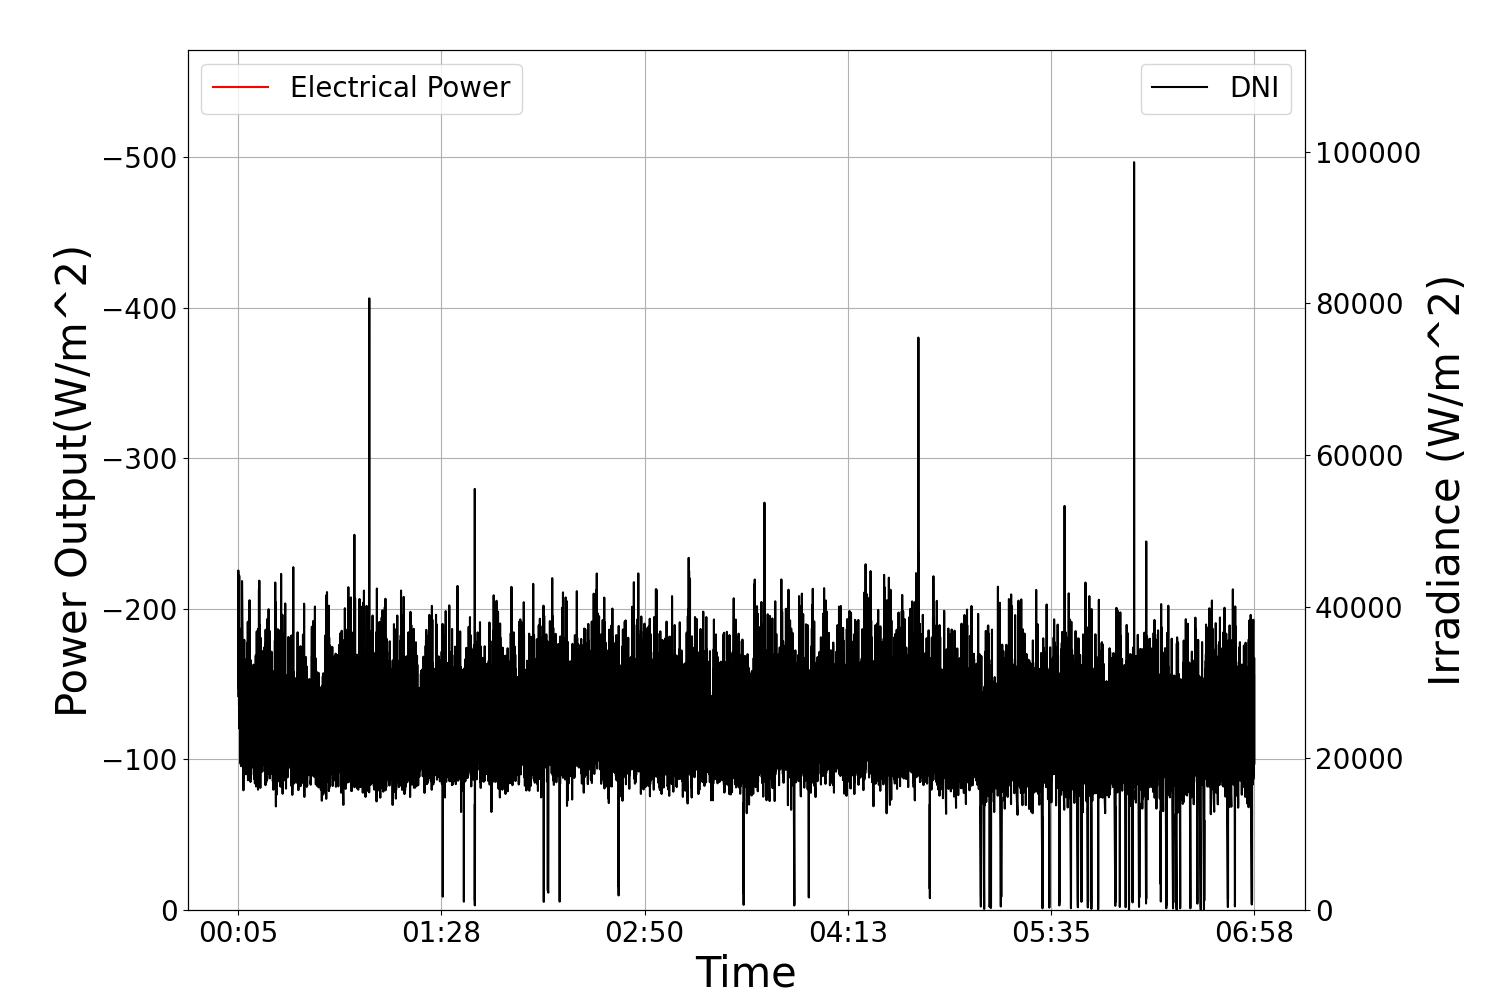 Electrical Power
DNI
Power Output(W/m^2)
−500
−400
−300
−200
−100
0
100000
80000
60000
40000
20000
0
Irradiance (W/m^2)
00:05 01:28 02:50 04:13 05:35 06:58
Time